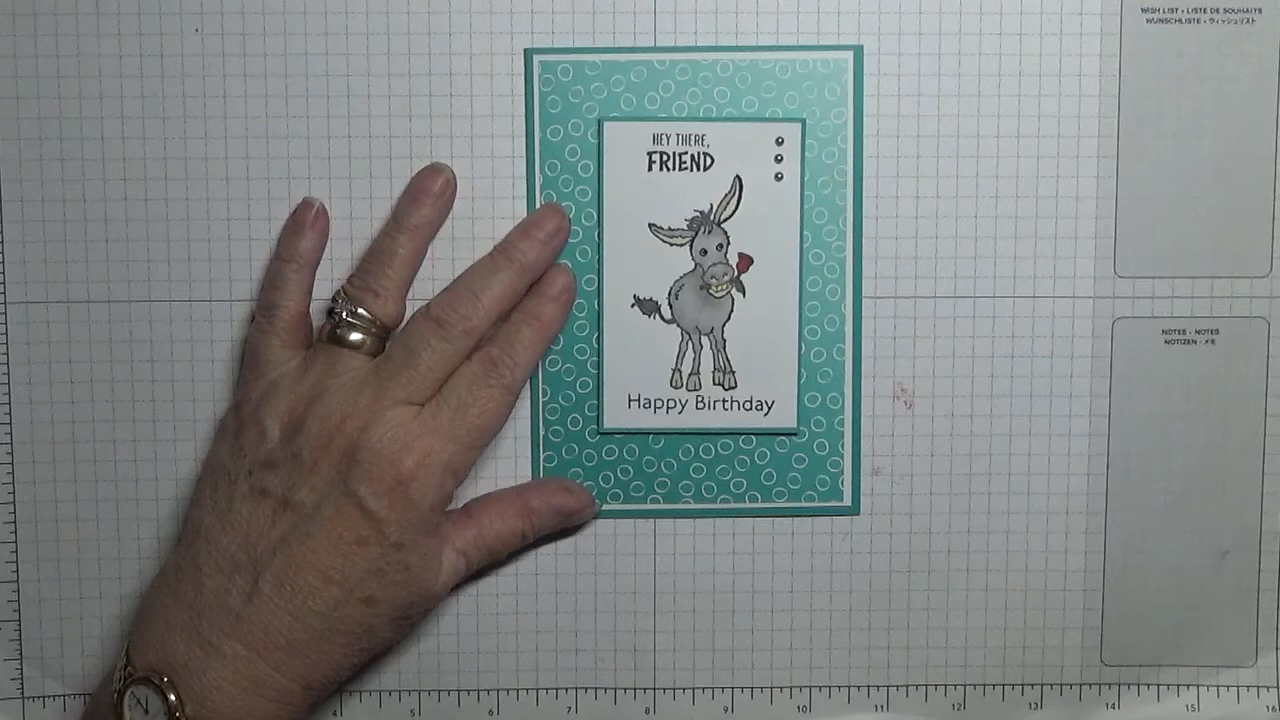 WISH LIST • LISTE DE SOUHAITS
WUNSCHLISTE • ウィッシュリスト
HEY THERE,
FRIEND
Happy Birthday
NOTES • NOTES
NOTIZEN • メモ
4 5 6 7 8 9 10 11 12 13 14 15 16